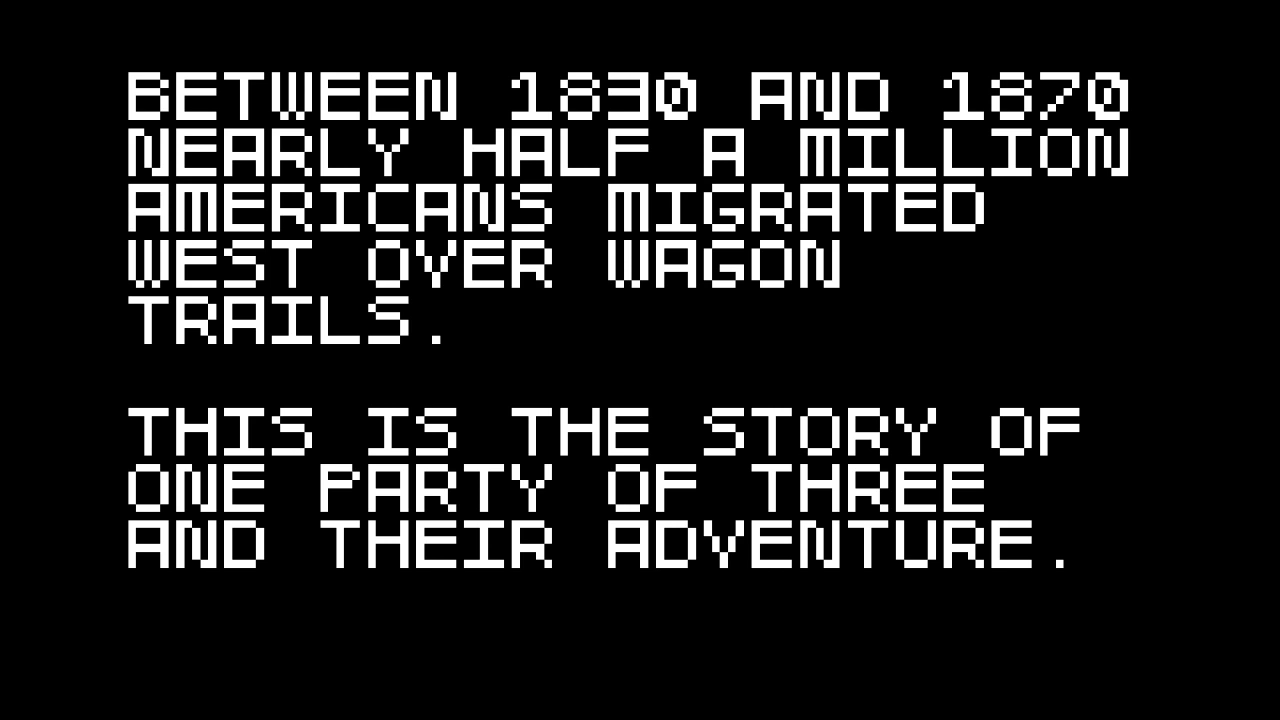 BETWEEN 1830 AND 1870
NEARLY HALF A MILLION
AMERICANS MIGRATED
WEST OVER WAGON
TRAILS.
THIS IS THE STORY OF
ONE PARTY OF THREE
AND THEIR ADVENTURE.